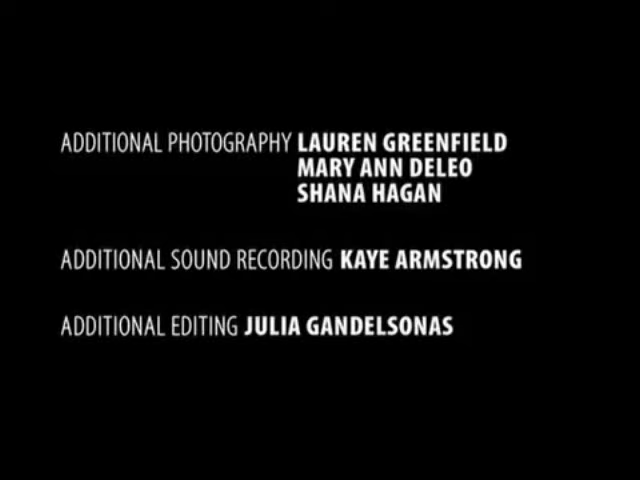 ADDITIONAL PHOTOGRAPHY LAUREN GREENFIELD
MARY ANN DELEO
SHANA HAGAN
ADDITIONAL SOUND RECORDING KAYE ARMSTRONG
ADDITIONAL EDITING JULIA GANDELSONAS